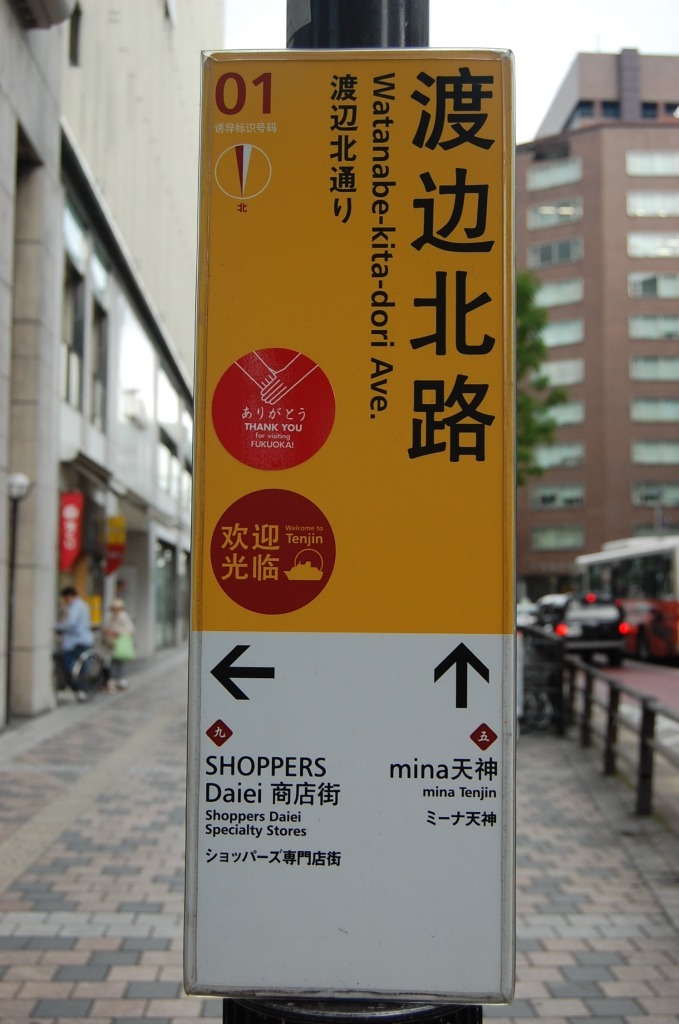 01
诱导标识号码
北
渡边北路
Watanabe-kita-dori Ave.
渡辺北通り
ありがとう
THANK YOU
for visiting
FUKUOKA!
欢迎
光临
Welcome to
Tenjin
九
SHOPPERS
Daiei 商店街
Shoppers Daiei
Specialty Stores
ショッパーズ専門店街
五
mina天神
mina Tenjin
ミーナ天神